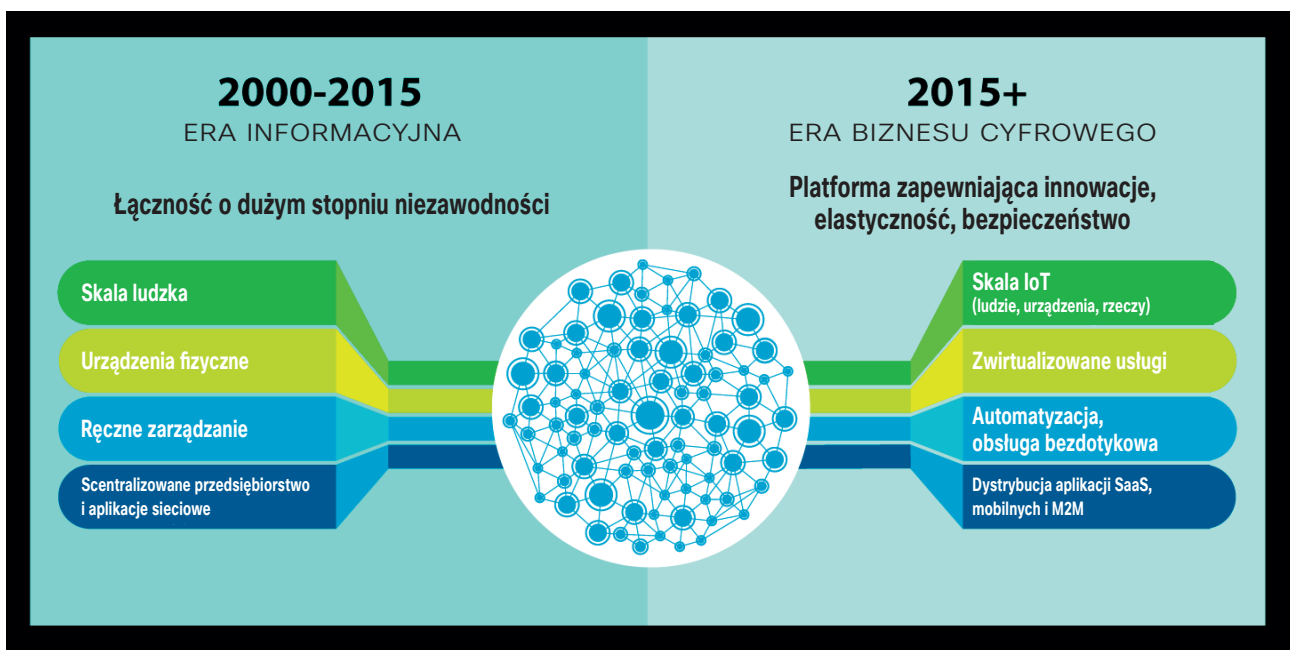 2000-2015
ERA INFORMACYJNA
Łączność o dużym stopniu niezawodności
Skala ludzka
Urządzenia fizyczne
Ręczne zarządzanie
Scentralizowane przedsiębiorstwo
i aplikacje sieciowe
2015+
ERA BIZNESU CYFROWEGO
Platforma zapewniająca innowacje,
elastyczność, bezpieczeństwo
Skala IoT
(ludzie, urządzenia, rzeczy)
Zwirtualizowane usługi
Automatyzacja,
obsługa bezdotykowa
Dystrybucja aplikacji SaaS,
mobilnych i M2M